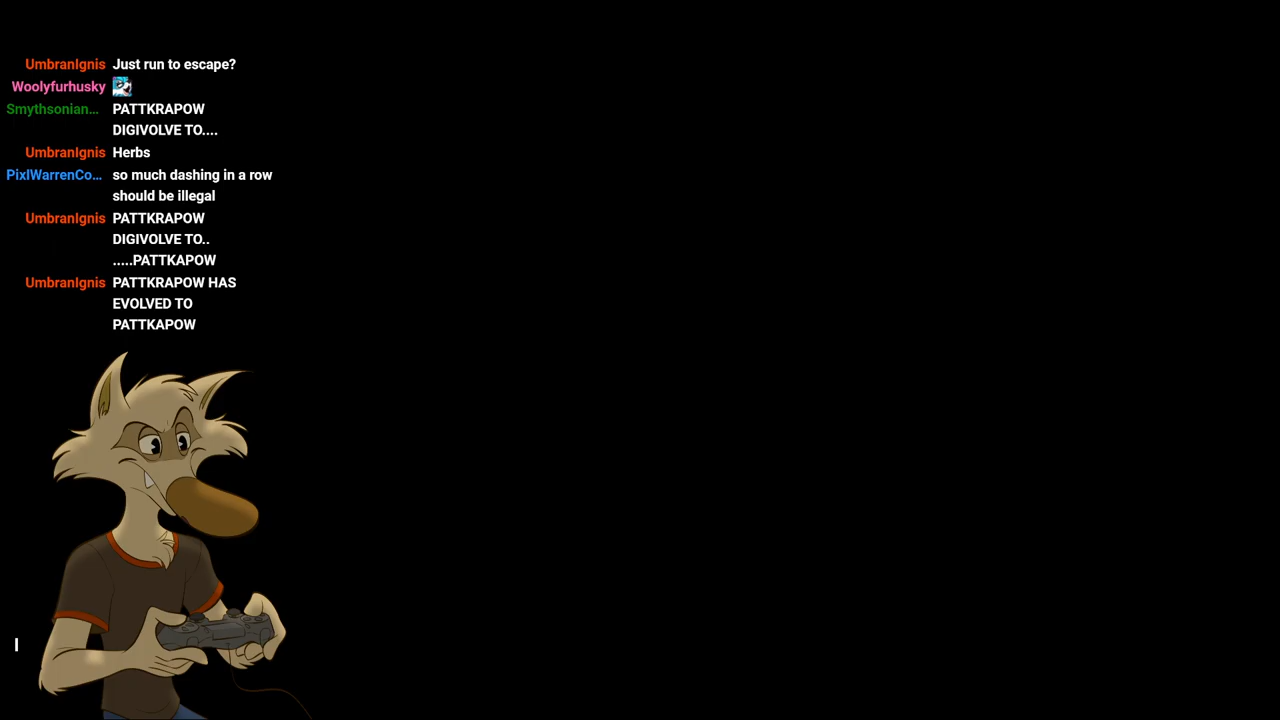 UmbranIgnis Just run to escape?
Woolyfurhusky
Smythsonian... PATTKRAPOW
DIGIVOLVE TO....
UmbranIgnis Herbs
PixlWarrenCo... so much dashing in a row
should be illegal
UmbranIgnis PATTKRAPOW
DIGIVOLVE TO..
.....PATTKAPOW
UmbranIgnis PATTKRAPOW HAS
EVOLVED TO
PATTKAPOW